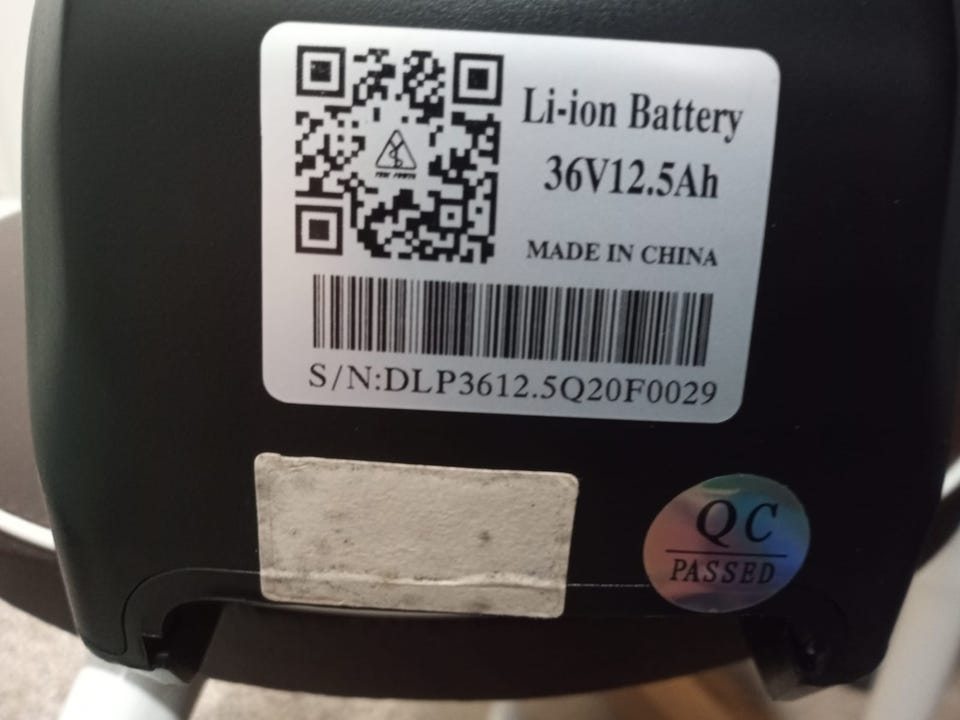 Li-ion Battery
36V12.5Ah
MADE IN CHINA
S/N:DLP3612.5Q20F0029
QC
PASSED